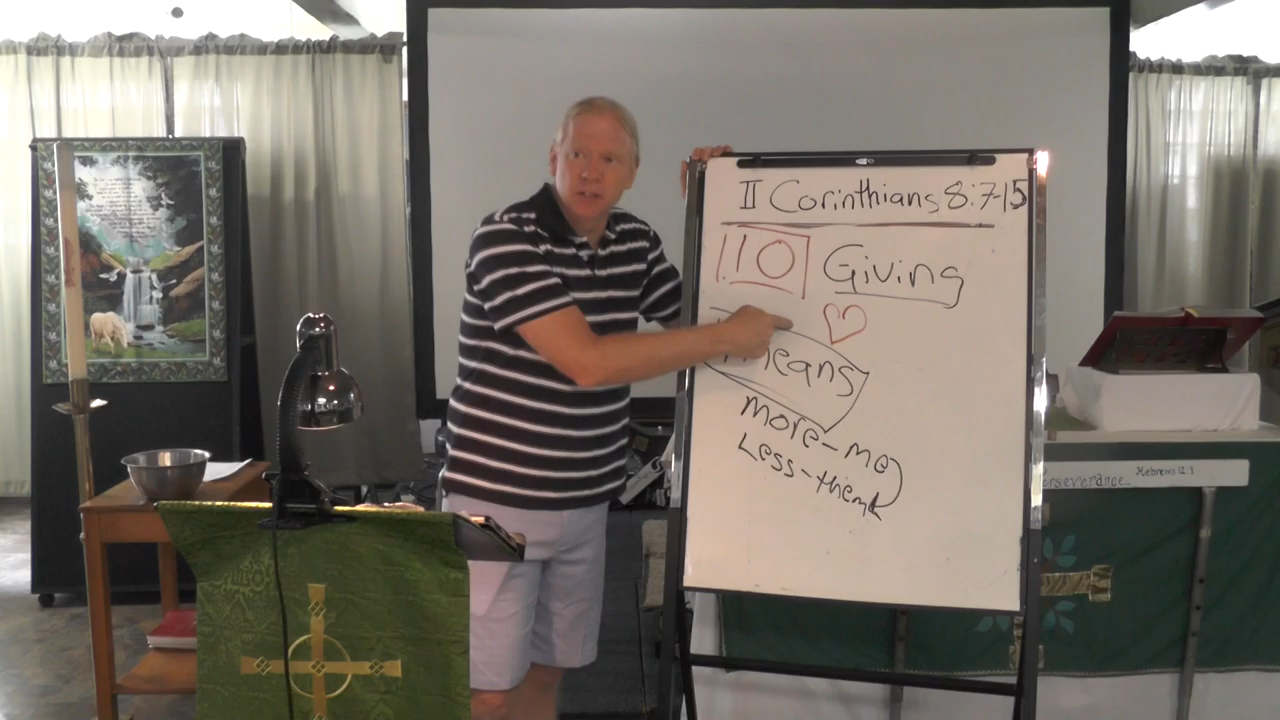 II Corinthians 8:7-15
.10 Giving
means
more-me
Less-them
Hebrews 12:1
erseverance